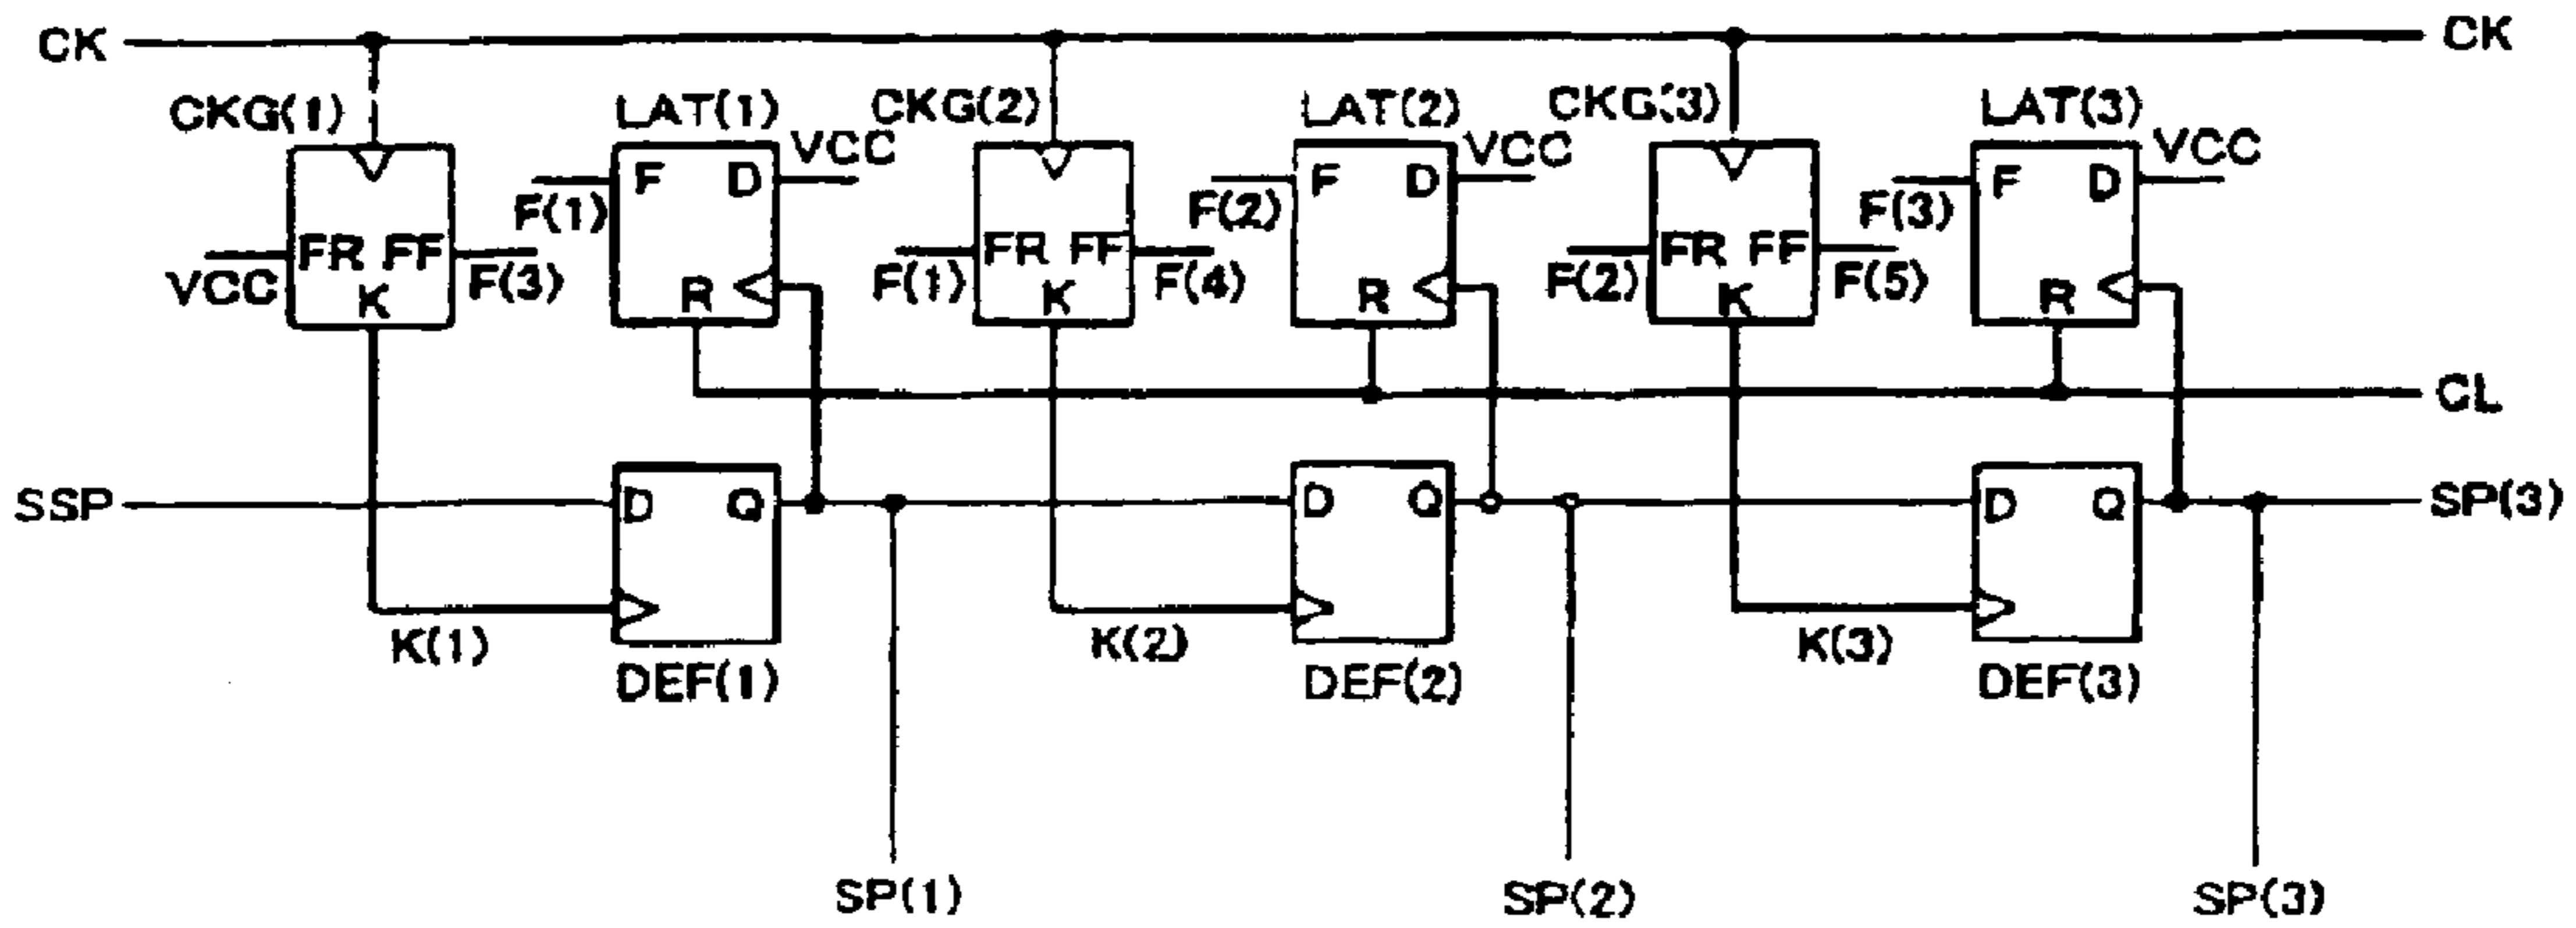 CK CK
CKG(1) LAT(1) CKG(2) LAT(2) CKG(3) LAT(3)
VCC VCC VCC
F D F D F D
F(1) F(2) F(3)
FR FF FR FF FR FF
VCC F(3) F(1) F(4) F(2) F(5)
K R K R K R
CL
SSP D Q D Q D Q SP(3)
K(1) K(2) K(3)
DEF(1) DEF(2) DEF(3)
SP(1) SP(2) SP(3)